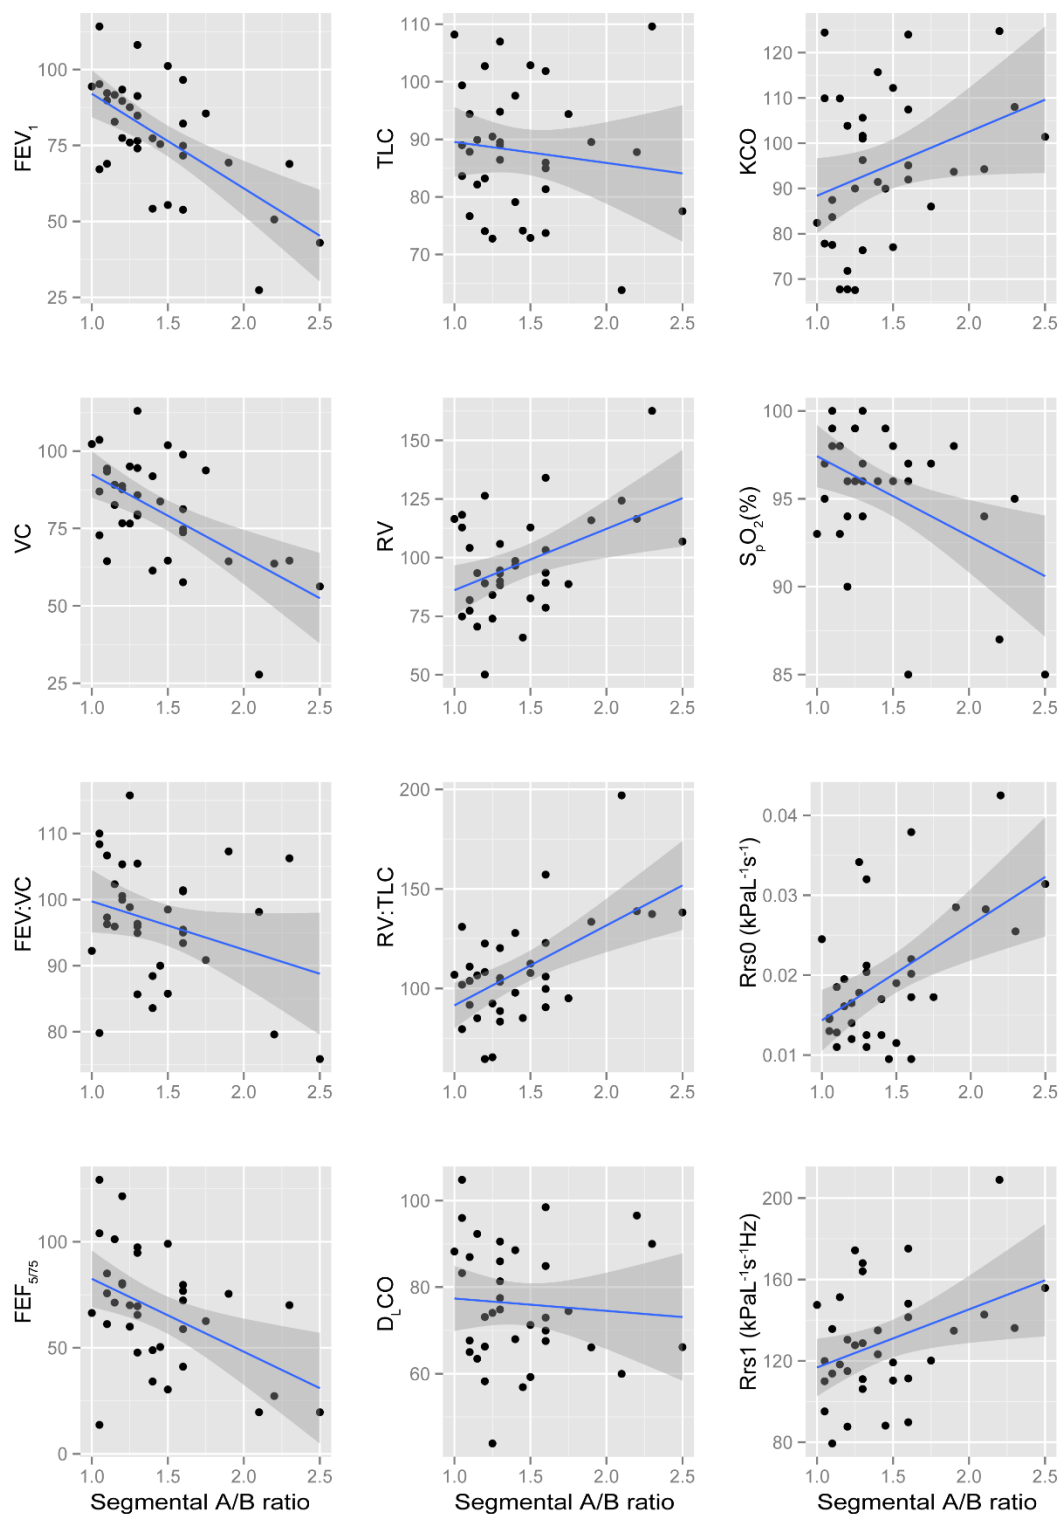 FEV₁
100
75
50
25
1.0 1.5 2.0 2.5
TLC
110
100
90
80
70
1.0 1.5 2.0 2.5
KCO
120
110
100
90
80
70
1.0 1.5 2.0 2.5
VC
100
75
50
25
1.0 1.5 2.0 2.5
RV
150
125
100
75
50
1.0 1.5 2.0 2.5
SₚO₂(%)
100
95
90
85
1.0 1.5 2.0 2.5
FEV:VC
110
100
90
80
1.0 1.5 2.0 2.5
RV:TLC
200
150
100
1.0 1.5 2.0 2.5
Rrs0 (kPaL⁻¹s⁻¹)
0.04
0.03
0.02
0.01
1.0 1.5 2.0 2.5
FEF₅/₇₅
100
50
0
1.0 1.5 2.0 2.5
Segmental A/B ratio
D_LCO
100
80
60
1.0 1.5 2.0 2.5
Segmental A/B ratio
Rrs1 (kPaL⁻¹s⁻¹Hz)
200
160
120
80
1.0 1.5 2.0 2.5
Segmental A/B ratio